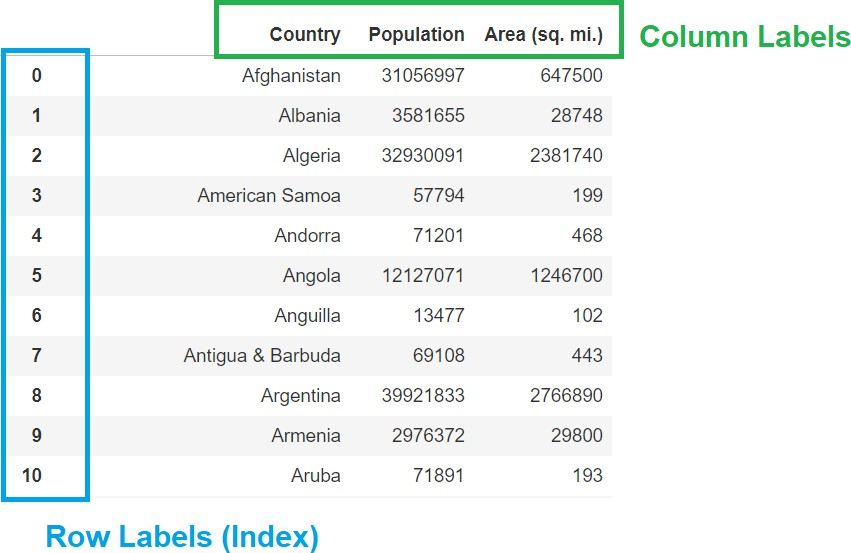 Country Population Area (sq. mi.) Column Labels
0 Afghanistan 31056997 647500
1 Albania 3581655 28748
2 Algeria 32930091 2381740
3 American Samoa 57794 199
4 Andorra 71201 468
5 Angola 12127071 1246700
6 Anguilla 13477 102
7 Antigua & Barbuda 69108 443
8 Argentina 39921833 2766890
9 Armenia 2976372 29800
10 Aruba 71891 193
Row Labels (Index)